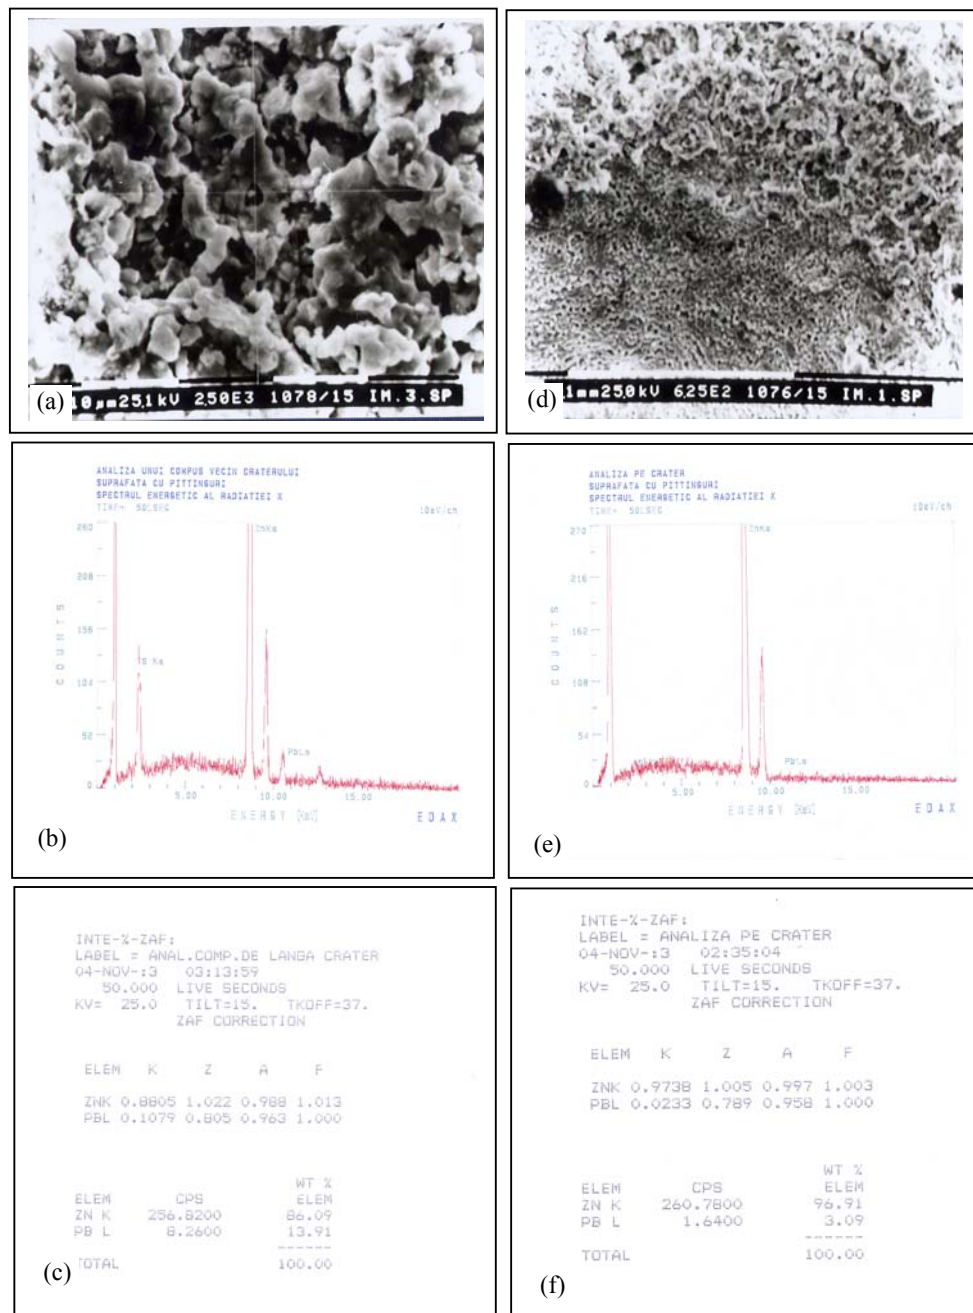 (a)
10µm25,1 kV 2,50E3 1078/15 IM.3.SP
(d)
1mm25,0 kV 6,25E2 1076/15 IM.1.SP
ANALIZA UNUI COMPUS VECIN CRATERULUI
SUPRAFATA CU PITTINGURI
SPECTRUL ENERGETIC AL RADIATIEI X
TIME= 50LSEC
10eV/ch
260
208
156
104
52
0
COUNTS
ZnKa
S Ka
PbLa
5.00 10.00 15.00
ENERGY [KeV]
EDAX
(b)
ANALIZA PE CRATER
SUPRAFATA CU PITTINGURI
SPECTRUL ENERGETIC AL RADIATIEI X
TIME= 50LSEC
10eV/ch
270
216
162
108
54
0
COUNTS
ZnKa
PbLa
5.00 10.00 15.00
ENERGY [KeV]
EDAX
(e)
INTE-%-ZAF:
LABEL = ANAL.COMP.DE LANGA CRATER
04-NOV-:3 03:13:59
50.000 LIVE SECONDS
KV= 25.0 TILT=15. TKOFF=37.
ZAF CORRECTION
ELEM K Z A F
ZNK 0.8805 1.022 0.988 1.013
PBL 0.1079 0.805 0.963 1.000
WT %
ELEM CPS ELEM
ZN K 256.8200 86.09
PB L 8.2600 13.91
------
TOTAL 100.00
(c)
INTE-%-ZAF:
LABEL = ANALIZA PE CRATER
04-NOV-:3 02:35:04
50.000 LIVE SECONDS
KV= 25.0 TILT=15. TKOFF=37.
ZAF CORRECTION
ELEM K Z A F
ZNK 0.9738 1.005 0.997 1.003
PBL 0.0233 0.789 0.958 1.000
WT %
ELEM CPS ELEM
ZN K 260.7800 96.91
PB L 1.6400 3.09
------
TOTAL 100.00
(f)